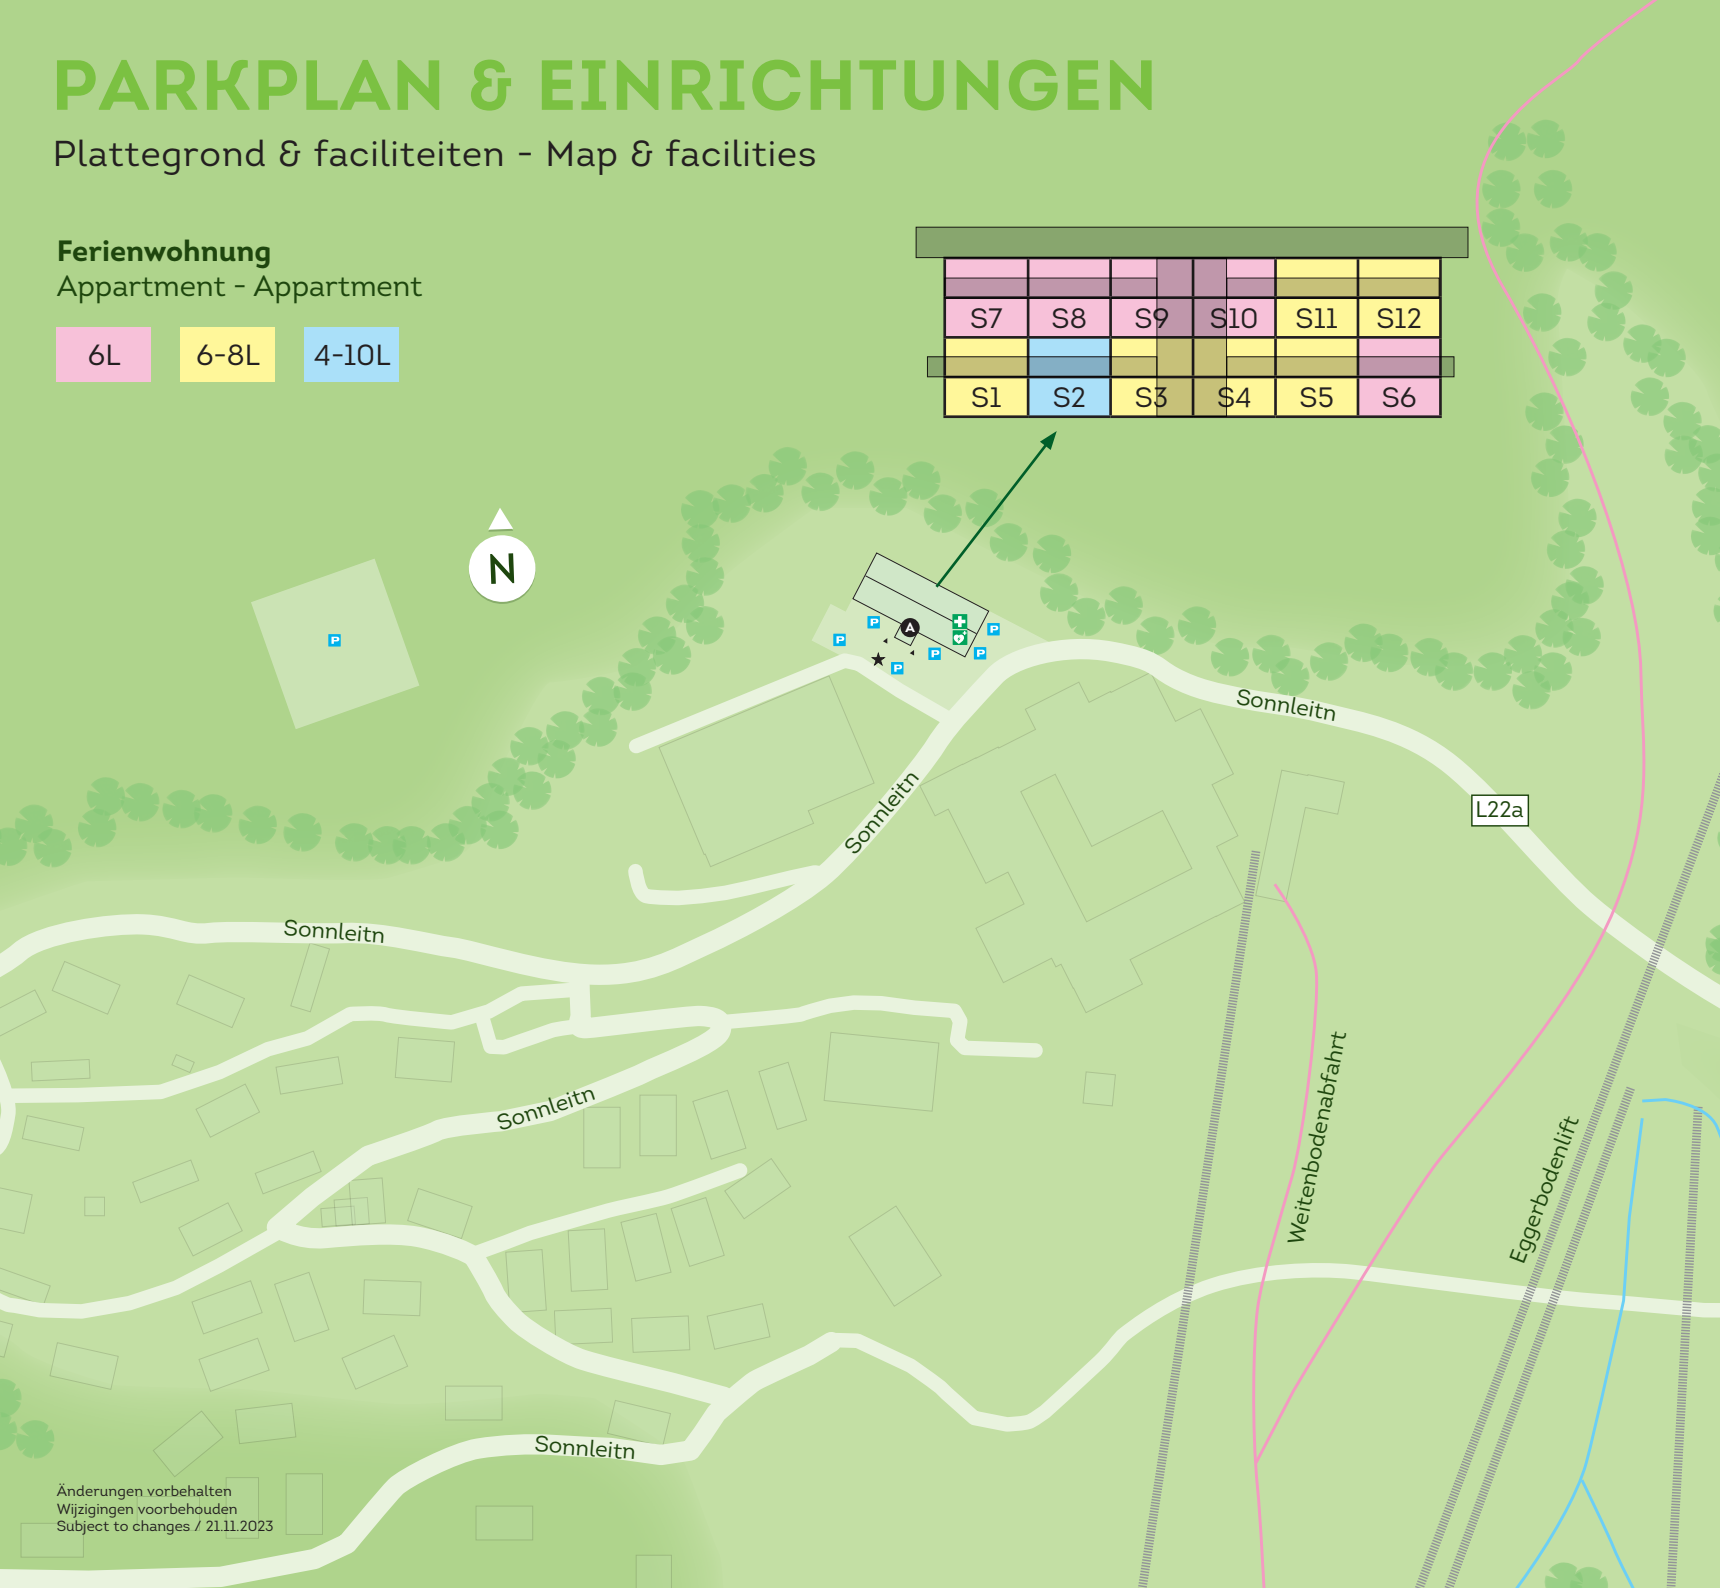 PARKPLAN & EINRICHTUNGEN
Plattegrond & faciliteiten - Map & facilities
Ferienwohnung
Appartment - Appartment
6L 6-8L 4-10L
S7 S8 S9 S10 S11 S12
S1 S2 S3 S4 S5 S6
N
P
P
P
A
P
P
P
P
Sonnleitn
L22a
Sonnleitn
Sonnleitn
Sonnleitn
Weitenbodenabfahrt
Eggerbodenlift
Sonnleitn
Änderungen vorbehalten
Wijzigingen voorbehouden
Subject to changes / 21.11.2023